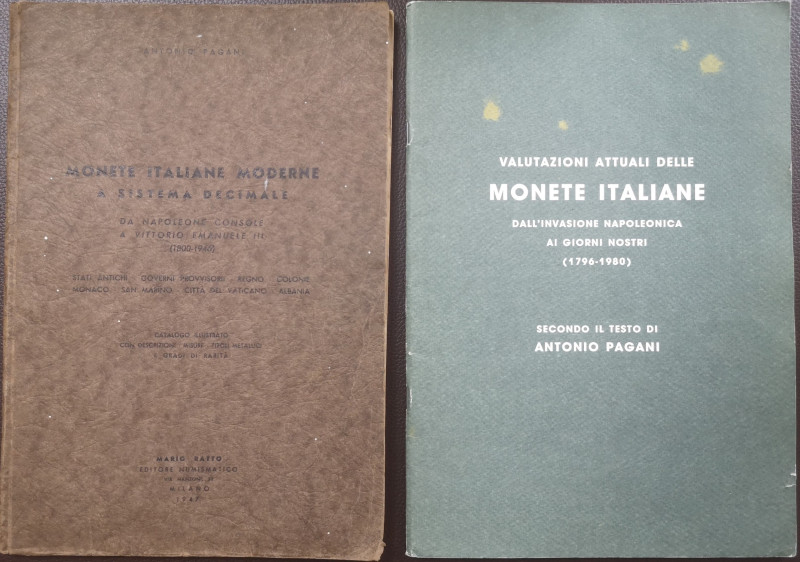 ANTONIO PAGANI
MONETE ITALIANE MODERNE
A SISTEMA DECIMALE
DA NAPOLEONE CONSOLE
A VITTORIO EMANUELE III
(1800-1946)
STATI ANTICHI - GOVERNI PROVVISORI - REGNO - COLONIE
MONACO - SAN MARINO - CITTÀ DEL VATICANO - ALBANIA
CATALOGO ILLUSTRATO
CON DESCRIZIONI - MISURE - TITOLI METALLICI
E GRADI DI RARITÀ
MARIO RATTO
EDITORE NUMISMATICO
VIA MANZONI,
MILANO
VALUTAZIONI ATTUALI DELLE
MONETE ITALIANE
DALL'INVASIONE NAPOLEONICA
AI GIORNI NOSTRI
(1796-1980)
SECONDO IL TESTO DI
ANTONIO PAGANI